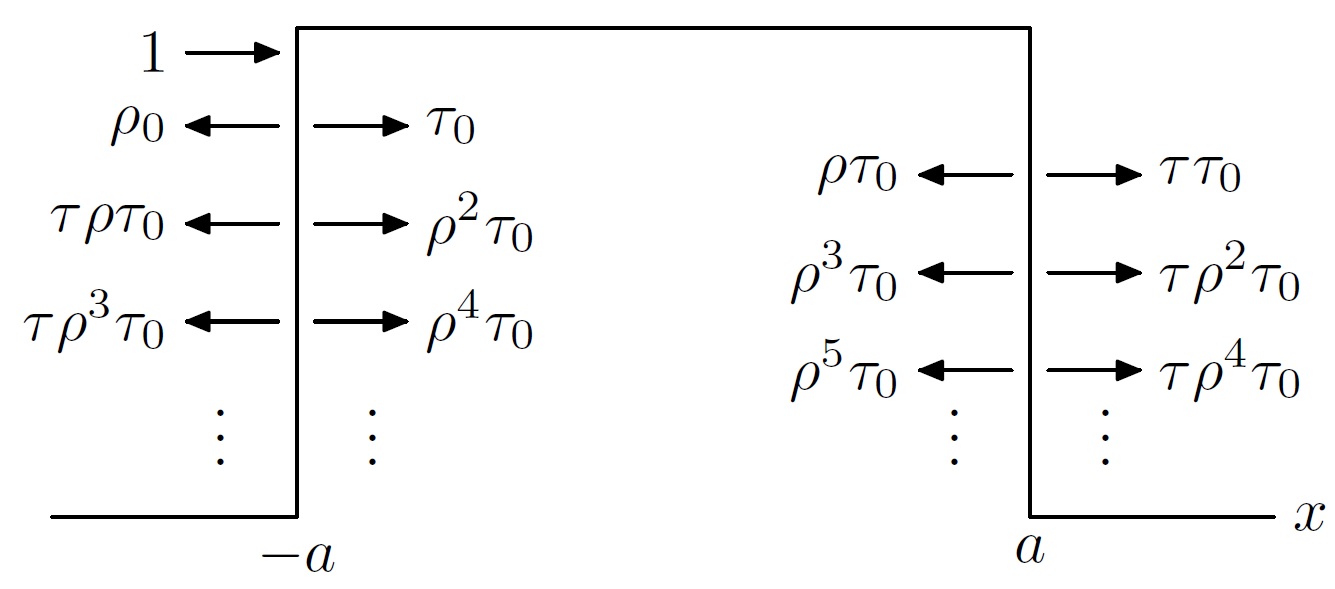 1
ρ₀ τ₀
ρτ₀ ττ₀
τρτ₀ ρ²τ₀
ρ³τ₀ τρ²τ₀
τρ³τ₀ ρ⁴τ₀
ρ⁵τ₀ τρ⁴τ₀
⋮ ⋮ ⋮ ⋮
x
−a a